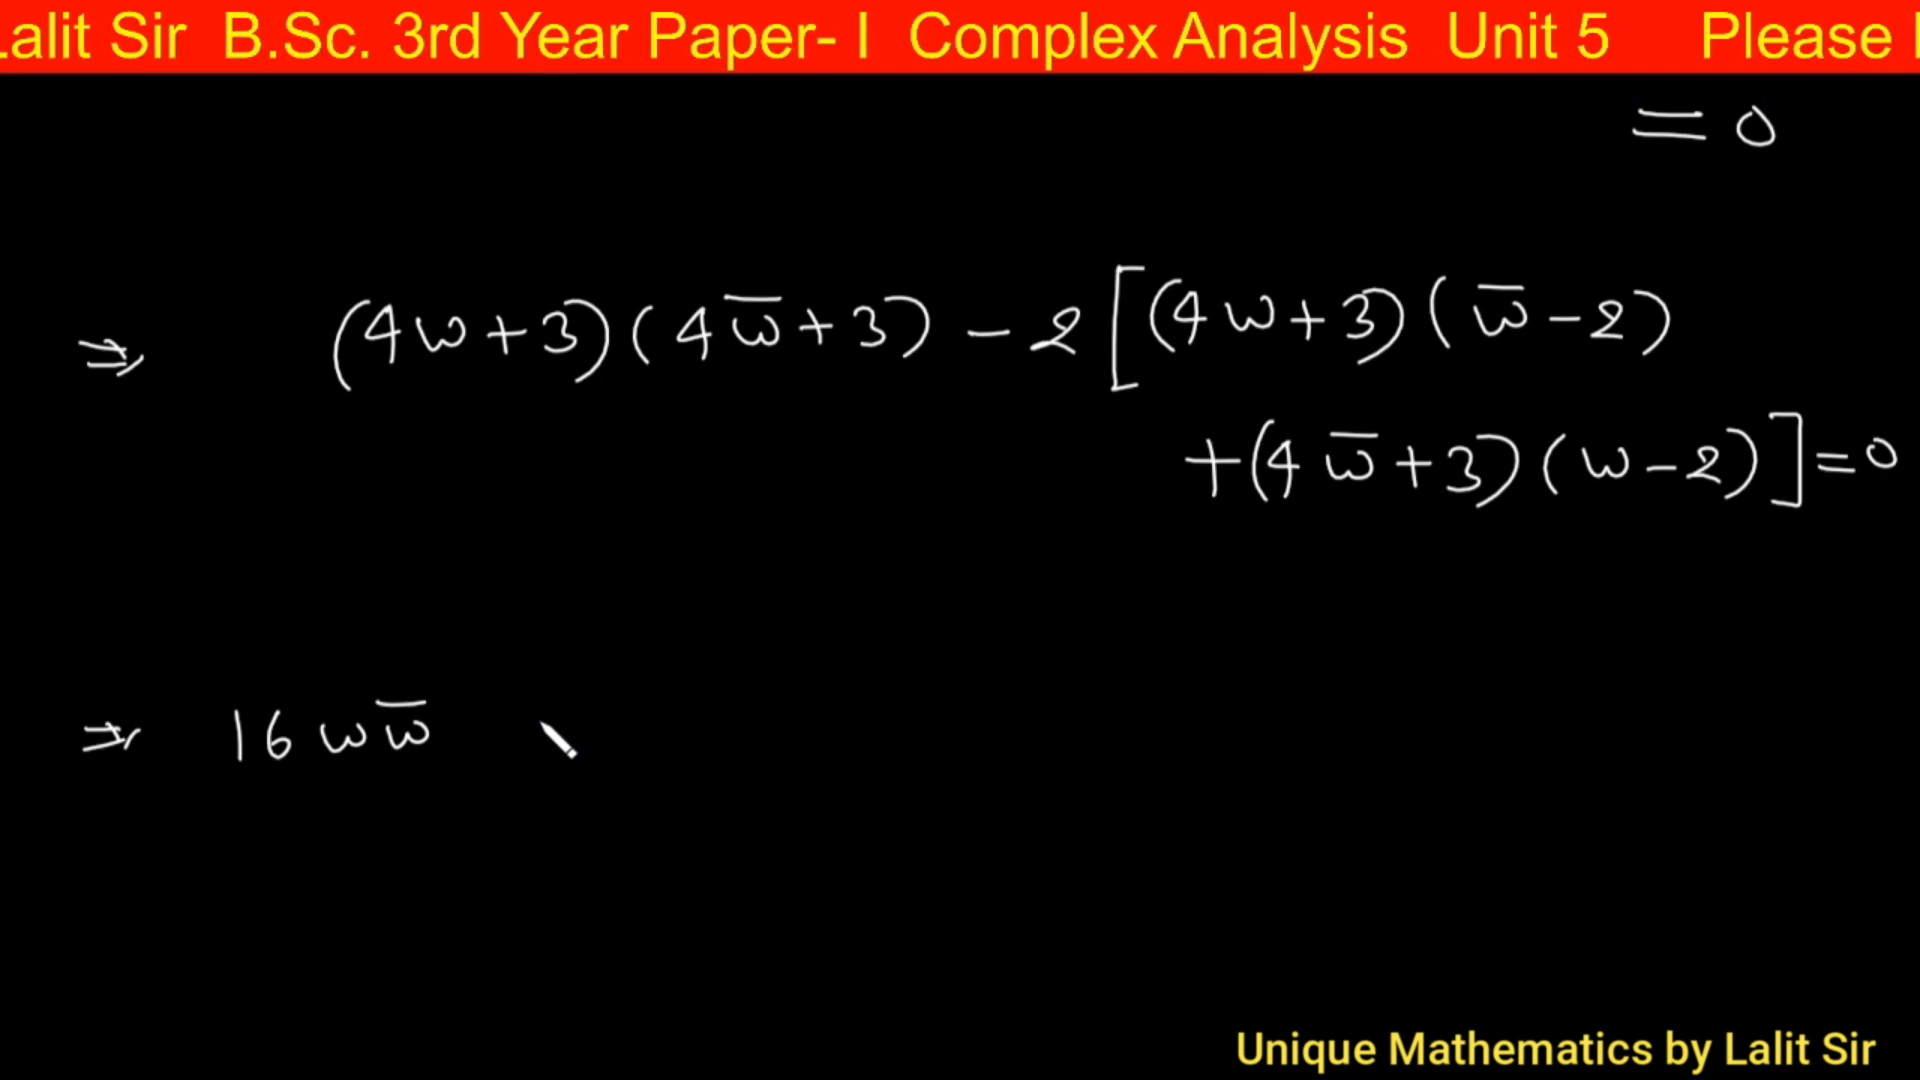 Lalit Sir B.Sc. 3rd Year Paper- I Complex Analysis Unit 5 Please
= 0
⇒ (4w+3)(4w̅+3) - 2[(4w+3)(w̅-2)
+(4w̅+3)(w-2)]=0
⇒ 16ww̅
Unique Mathematics by Lalit Sir